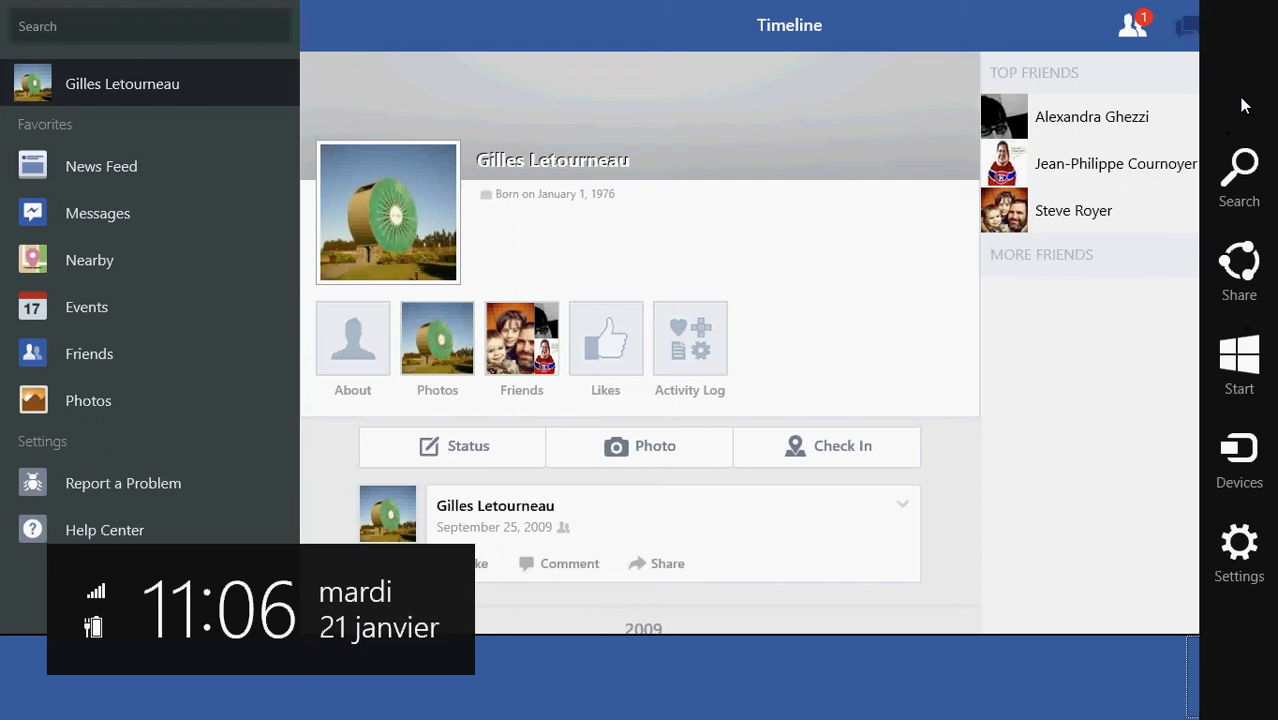 Search
Gilles Letourneau
Favorites
News Feed
Messages
Nearby
17
Events
Friends
Photos
Settings
Report a Problem
Help Center
Timeline
1
Gilles Letourneau
Born on January 1, 1976
About
Photos
Friends
Likes
Activity Log
Status
Photo
Check In
Gilles Letourneau
September 25, 2009
ke
Comment
Share
2009
TOP FRIENDS
Alexandra Ghezzi
Jean-Philippe Cournoyer
Steve Royer
MORE FRIENDS
Search
Share
Start
Devices
Settings
11:06
mardi
21 janvier